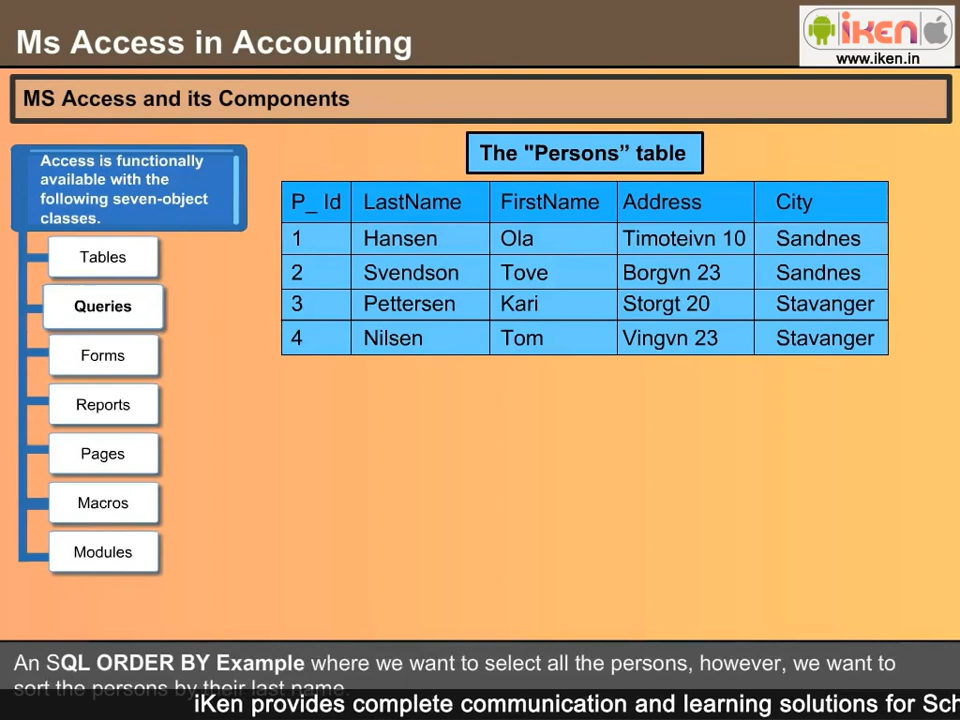 Ms Access in Accounting
iKEN
www.iken.in
MS Access and its Components
Access is functionally
available with the
following seven-object
classes.
Tables
Queries
Forms
Reports
Pages
Macros
Modules
The "Persons” table
P_ Id LastName FirstName Address City
1 Hansen Ola Timoteivn 10 Sandnes
2 Svendson Tove Borgvn 23 Sandnes
3 Pettersen Kari Storgt 20 Stavanger
4 Nilsen Tom Vingvn 23 Stavanger
An SQL ORDER BY Example where we want to select all the persons, however, we want to
sort the persons by their last name.
iKen provides complete communication and learning solutions for Sch